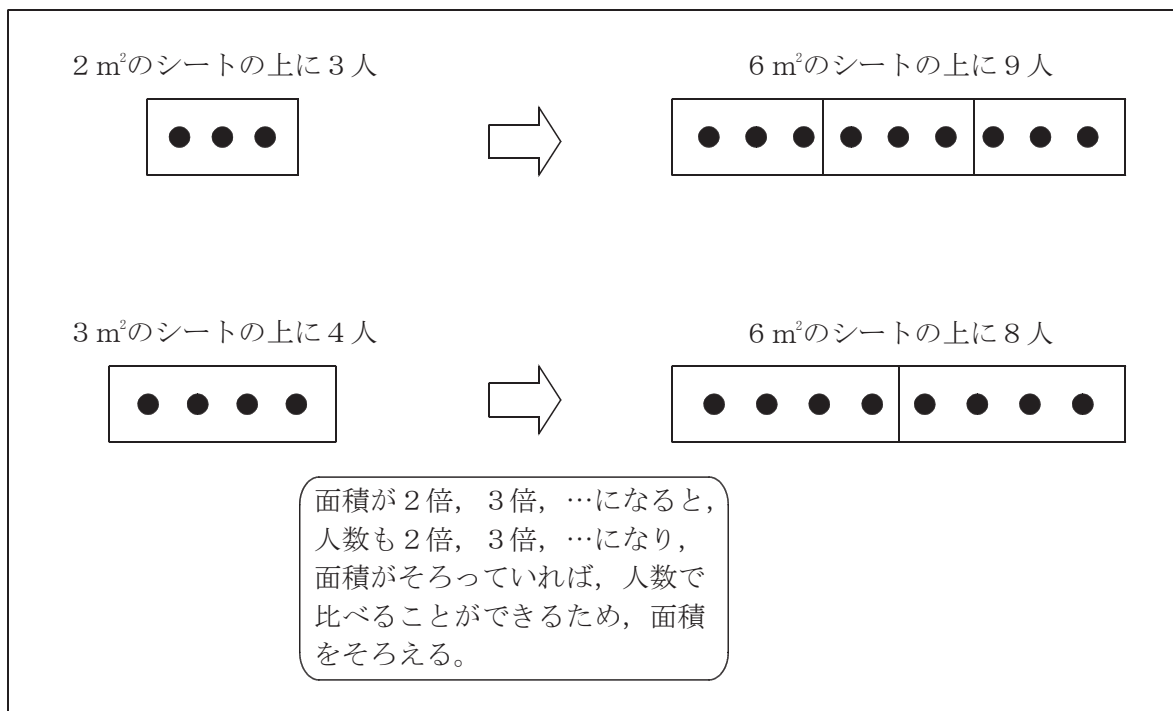 ２㎡のシートの上に３人
６㎡のシートの上に９人
３㎡のシートの上に４人
６㎡のシートの上に８人
面積が２倍，３倍，…になると，
人数も２倍，３倍，…になり，
面積がそろっていれば，人数で
比べることができるため，面積
をそろえる。